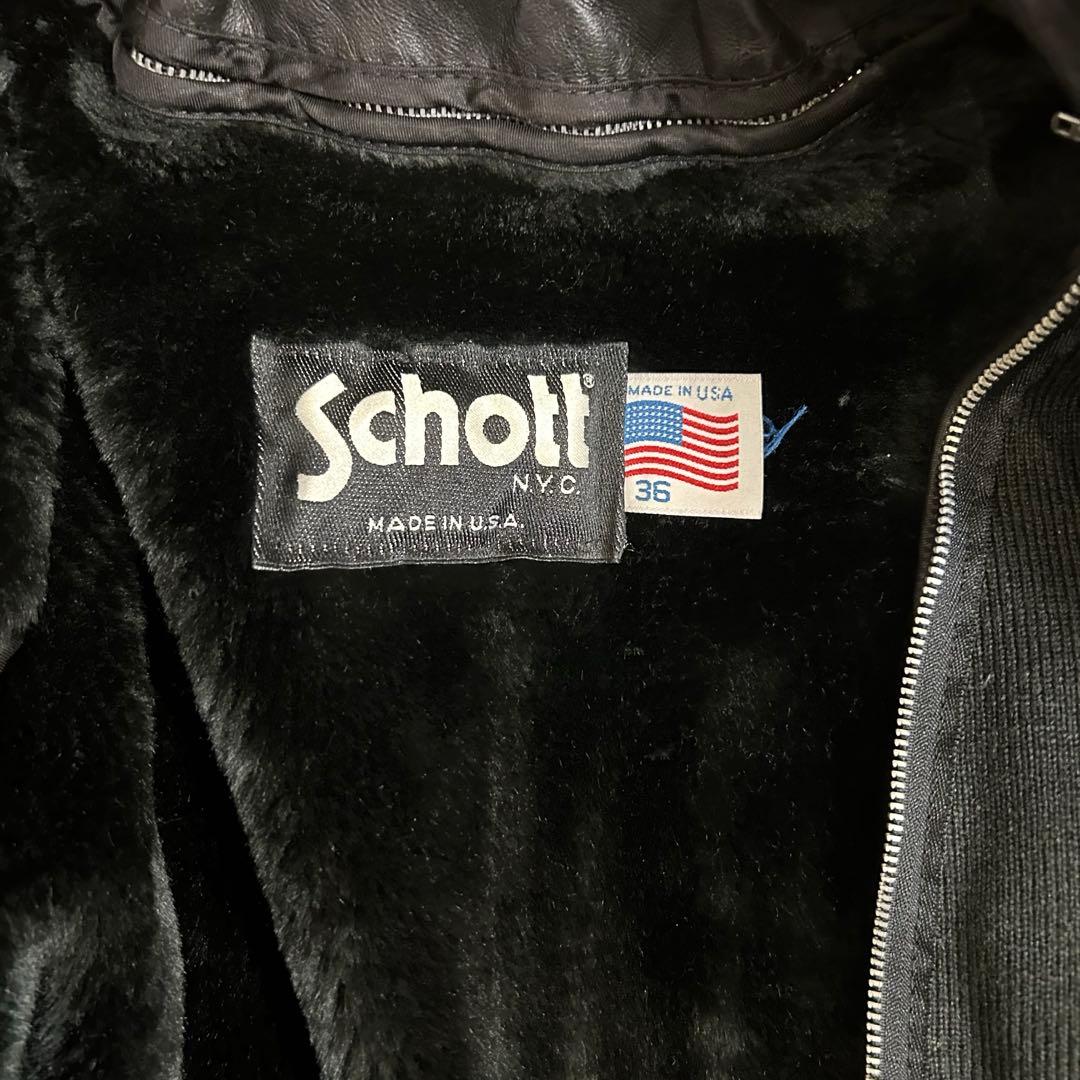 Schott®
N.Y.C
MADE IN U.S.A.
MADE IN USA
36